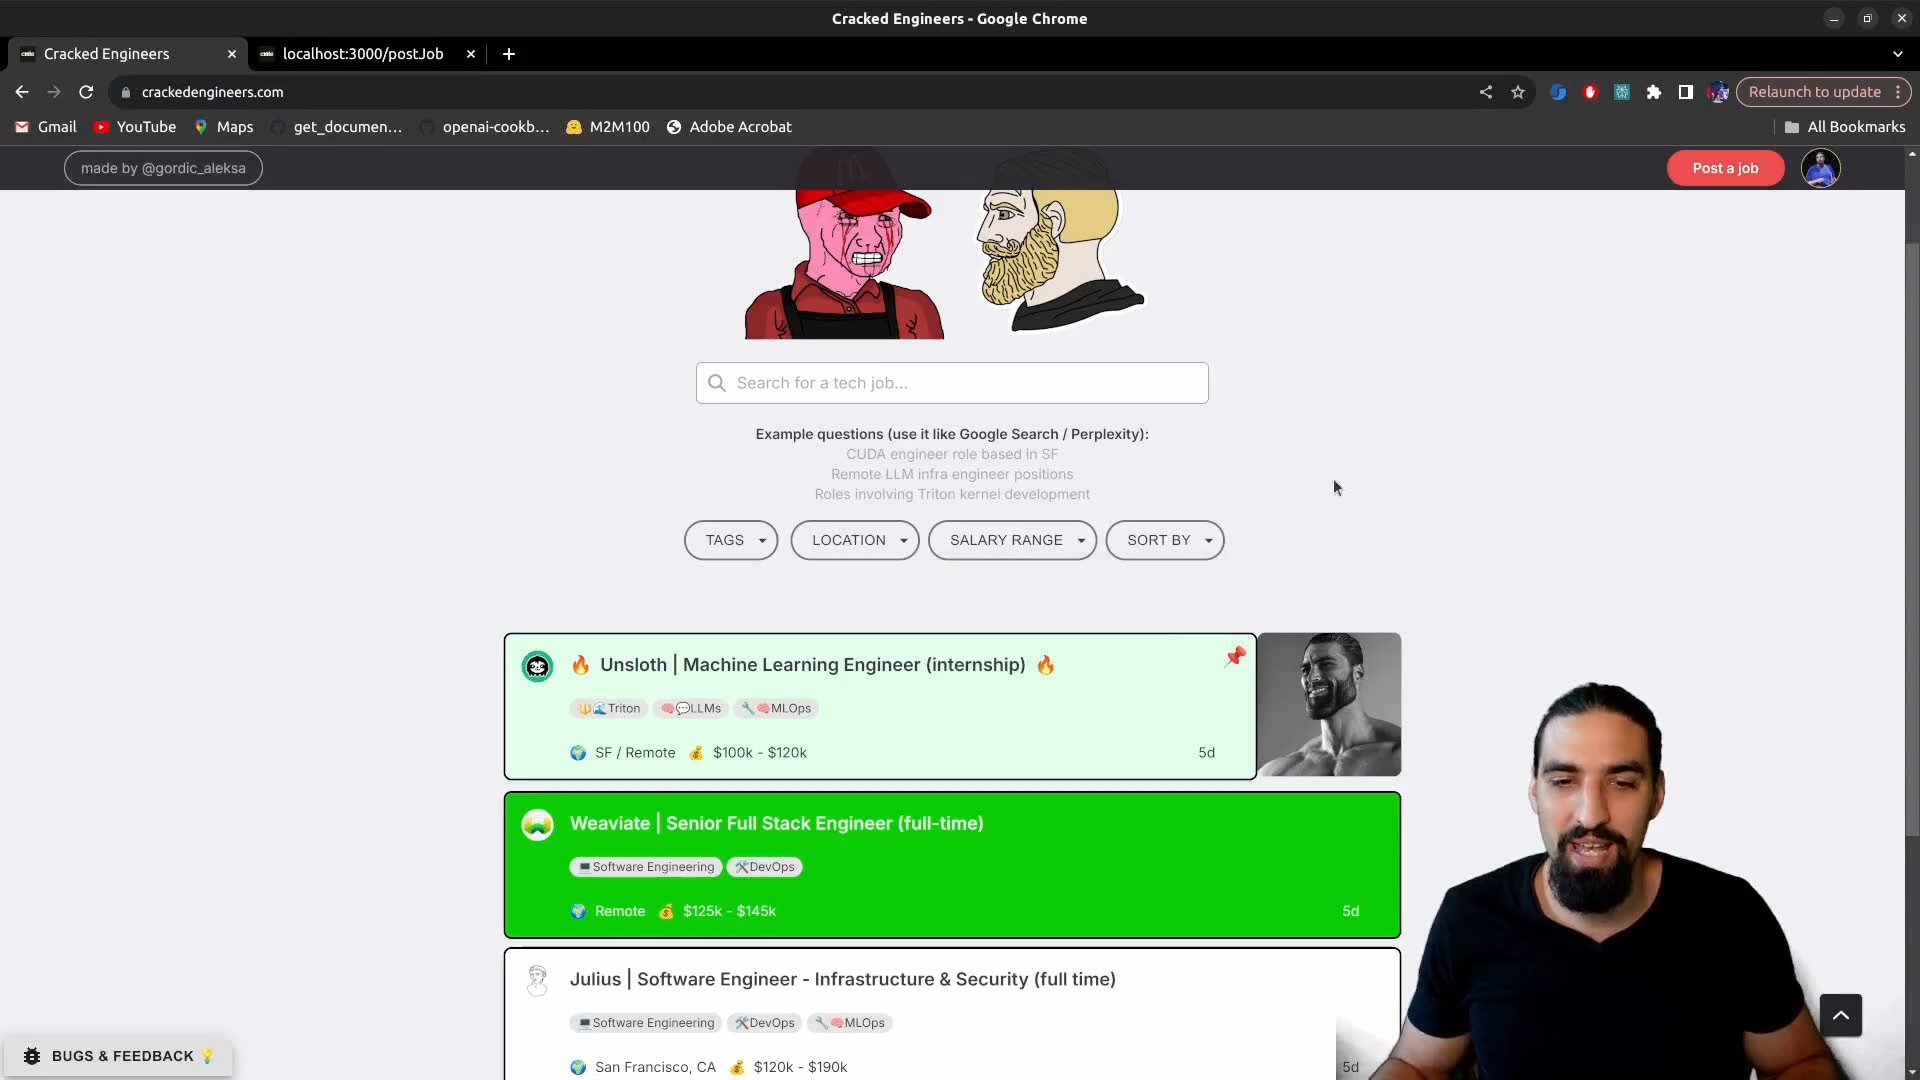 Cracked Engineers - Google Chrome
Cracked Engineers
localhost:3000/postJob
crackedengineers.com
Relaunch to update
Gmail
YouTube
Maps
get_documen...
openai-cookb...
M2M100
Adobe Acrobat
All Bookmarks
made by @gordic_aleksa
Post a job
Search for a tech job...
Example questions (use it like Google Search / Perplexity):
CUDA engineer role based in SF
Remote LLM infra engineer positions
Roles involving Triton kernel development
TAGS
LOCATION
SALARY RANGE
SORT BY
🔥 Unsloth | Machine Learning Engineer (internship) 🔥
🔱🌊Triton 🧠💬LLMs 🔧🧠MLOps
🌍 SF / Remote 💰 $100k - $120k 5d
Weaviate | Senior Full Stack Engineer (full-time)
💻Software Engineering 🛠️DevOps
🌍 Remote 💰 $125k - $145k 5d
Julius | Software Engineer - Infrastructure & Security (full time)
💻Software Engineering 🛠️DevOps 🔧🧠MLOps
🌍 San Francisco, CA 💰 $120k - $190k 5d
BUGS & FEEDBACK 💡